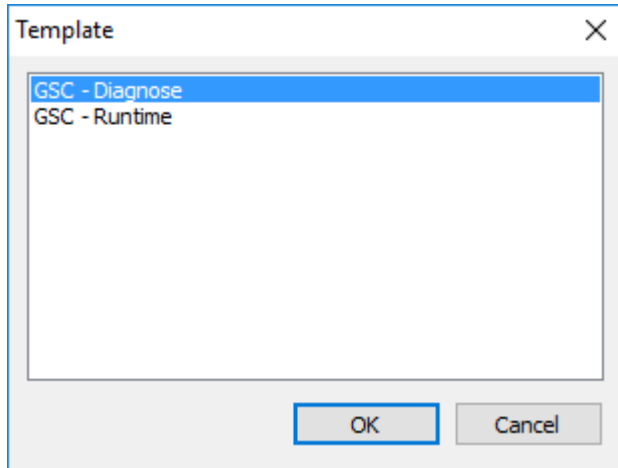 Template
GSC - Diagnose
GSC - Runtime
OK
Cancel